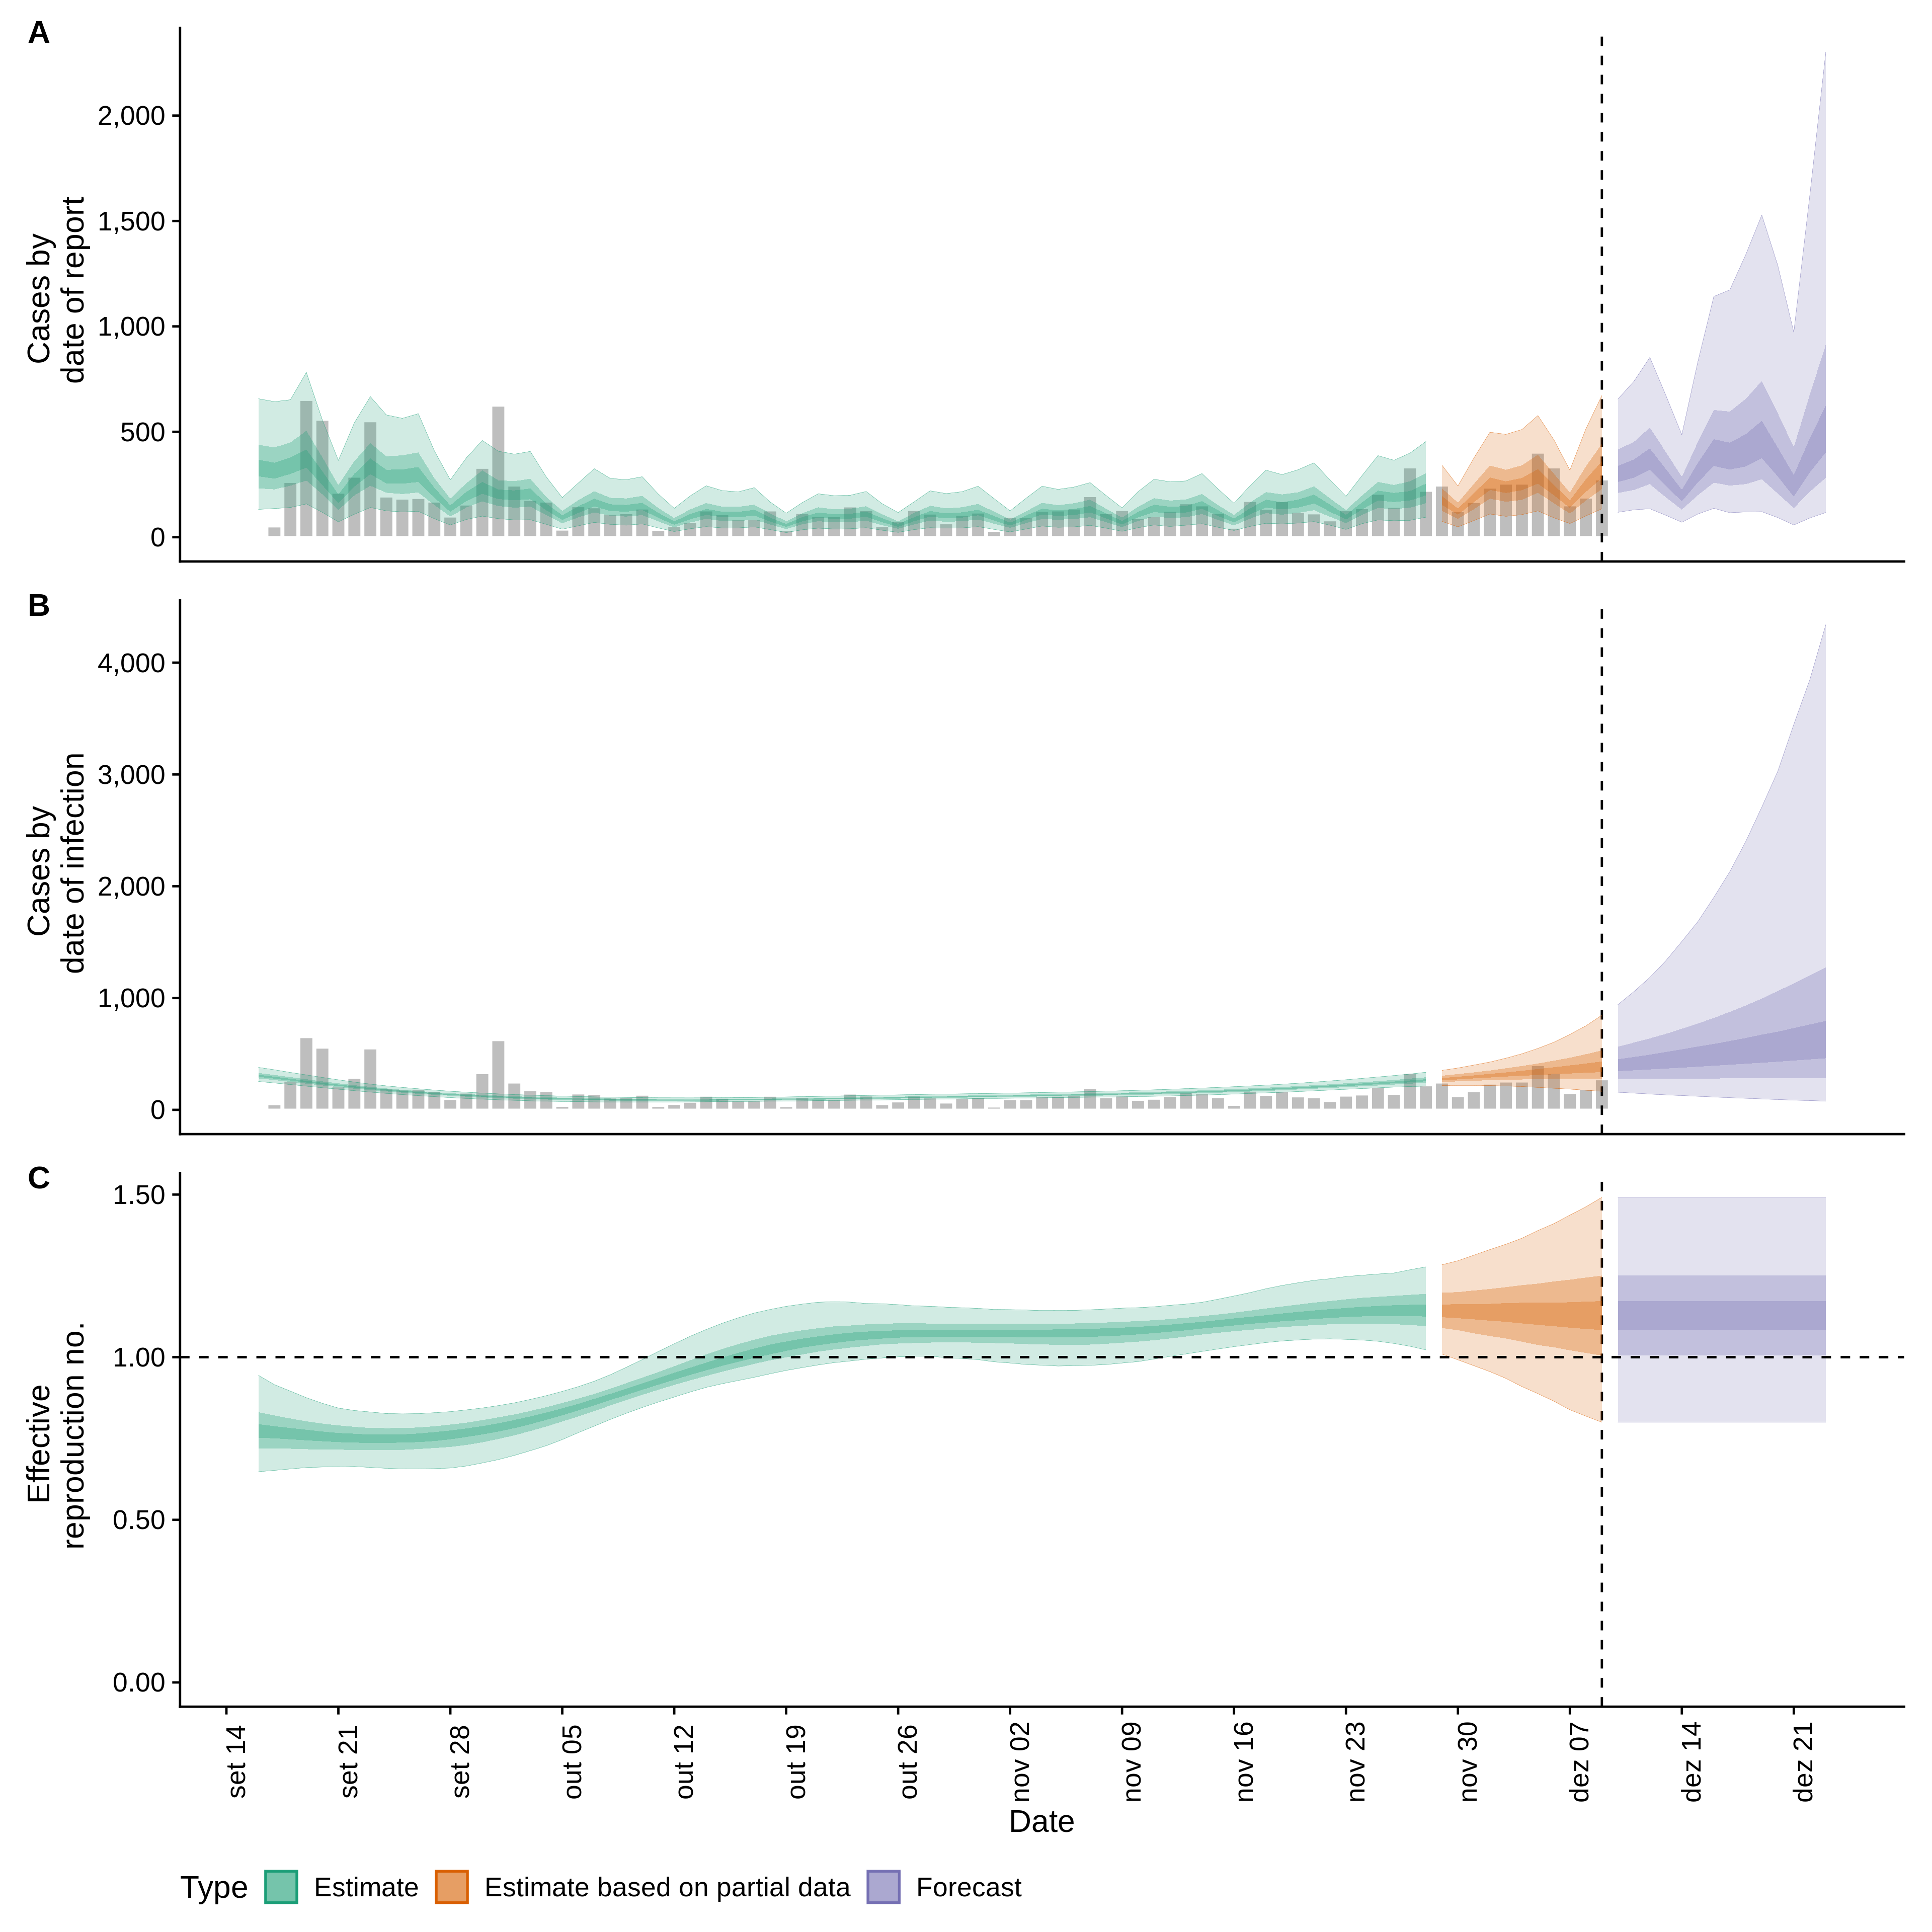 A
Cases by
date of report
2,000
1,500
1,000
500
0
B
Cases by
date of infection
4,000
3,000
2,000
1,000
0
C
Effective
reproduction no.
1.50
1.00
0.50
0.00
set 14
set 21
set 28
out 05
out 12
out 19
out 26
nov 02
nov 09
nov 16
nov 23
nov 30
dez 07
dez 14
dez 21
Date
Type Estimate Estimate based on partial data Forecast